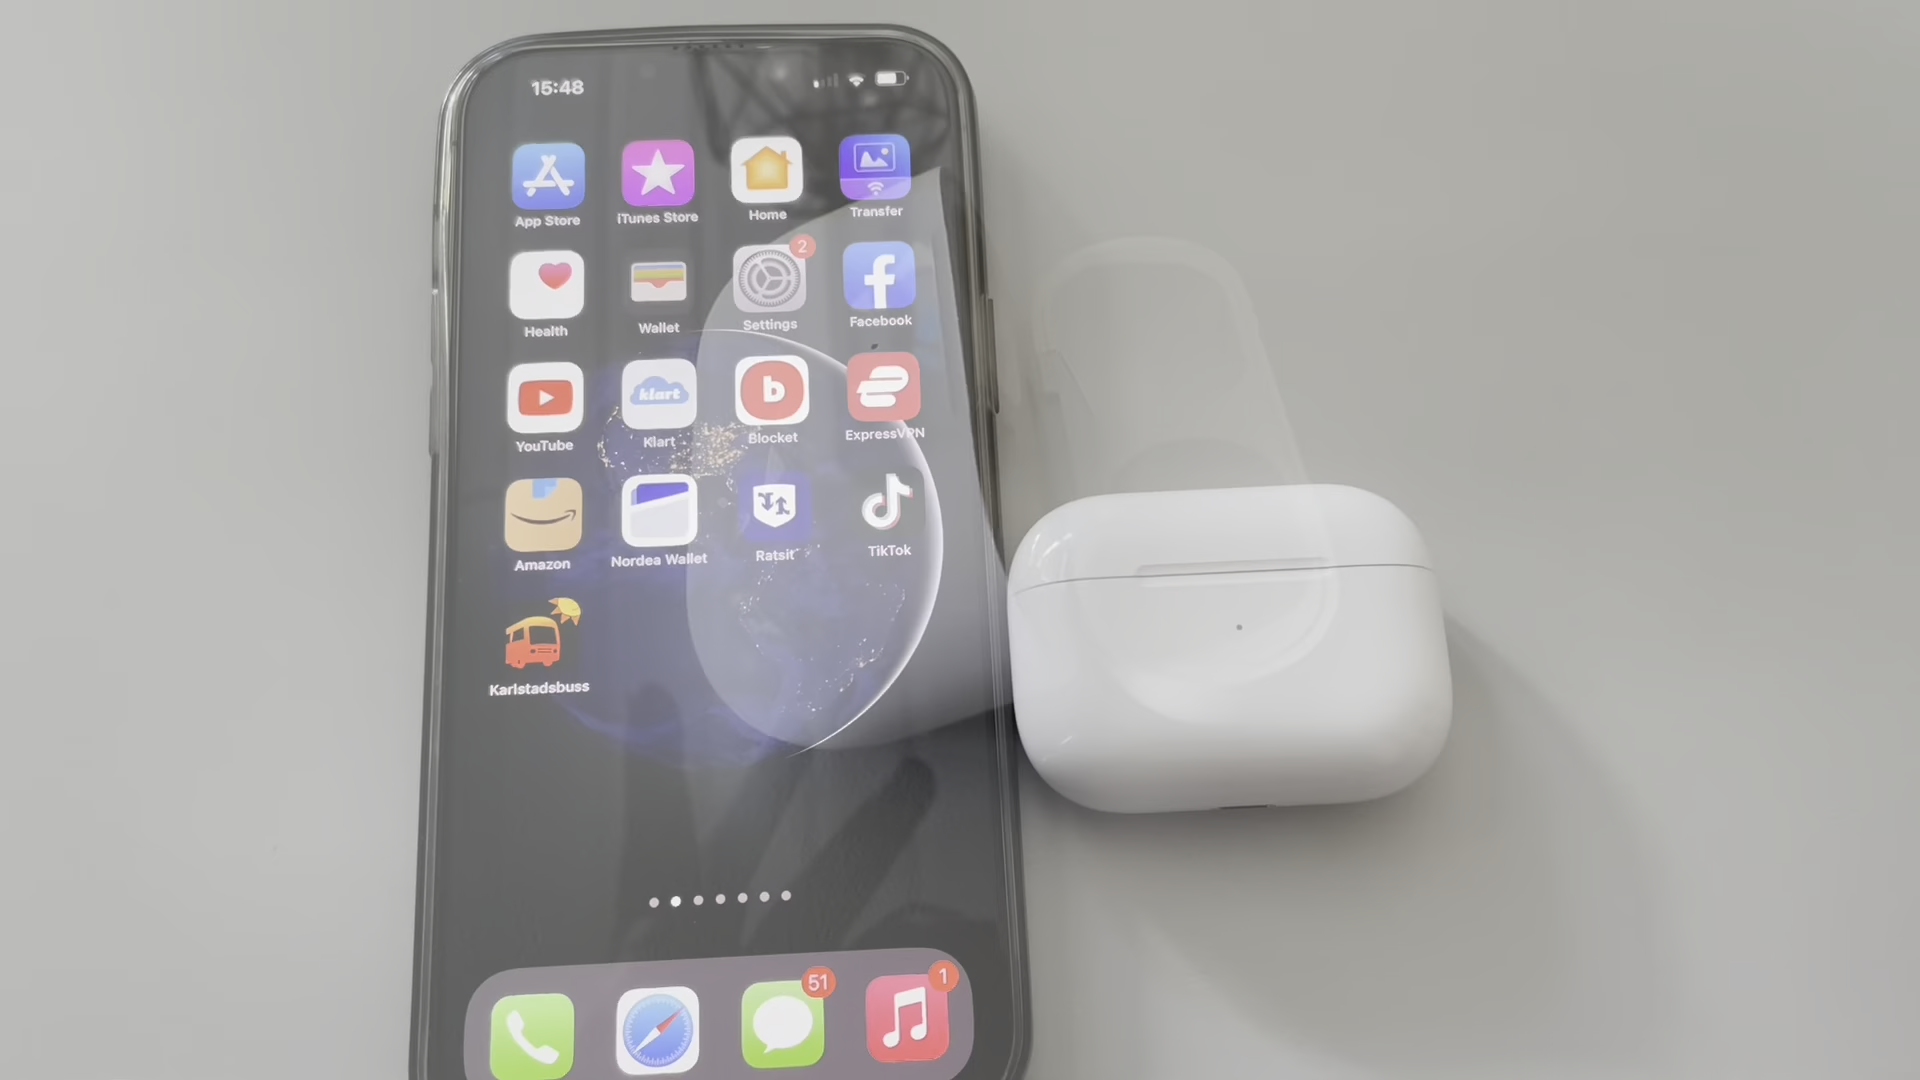 15:48
App Store
iTunes Store
Home
Transfer
2
Health
Wallet
Settings
Facebook
klart
b
YouTube
Klart
Blocket
ExpressVPN
Amazon
Nordea Wallet
Ratsit
TikTok
Karlstadsbuss
51
1